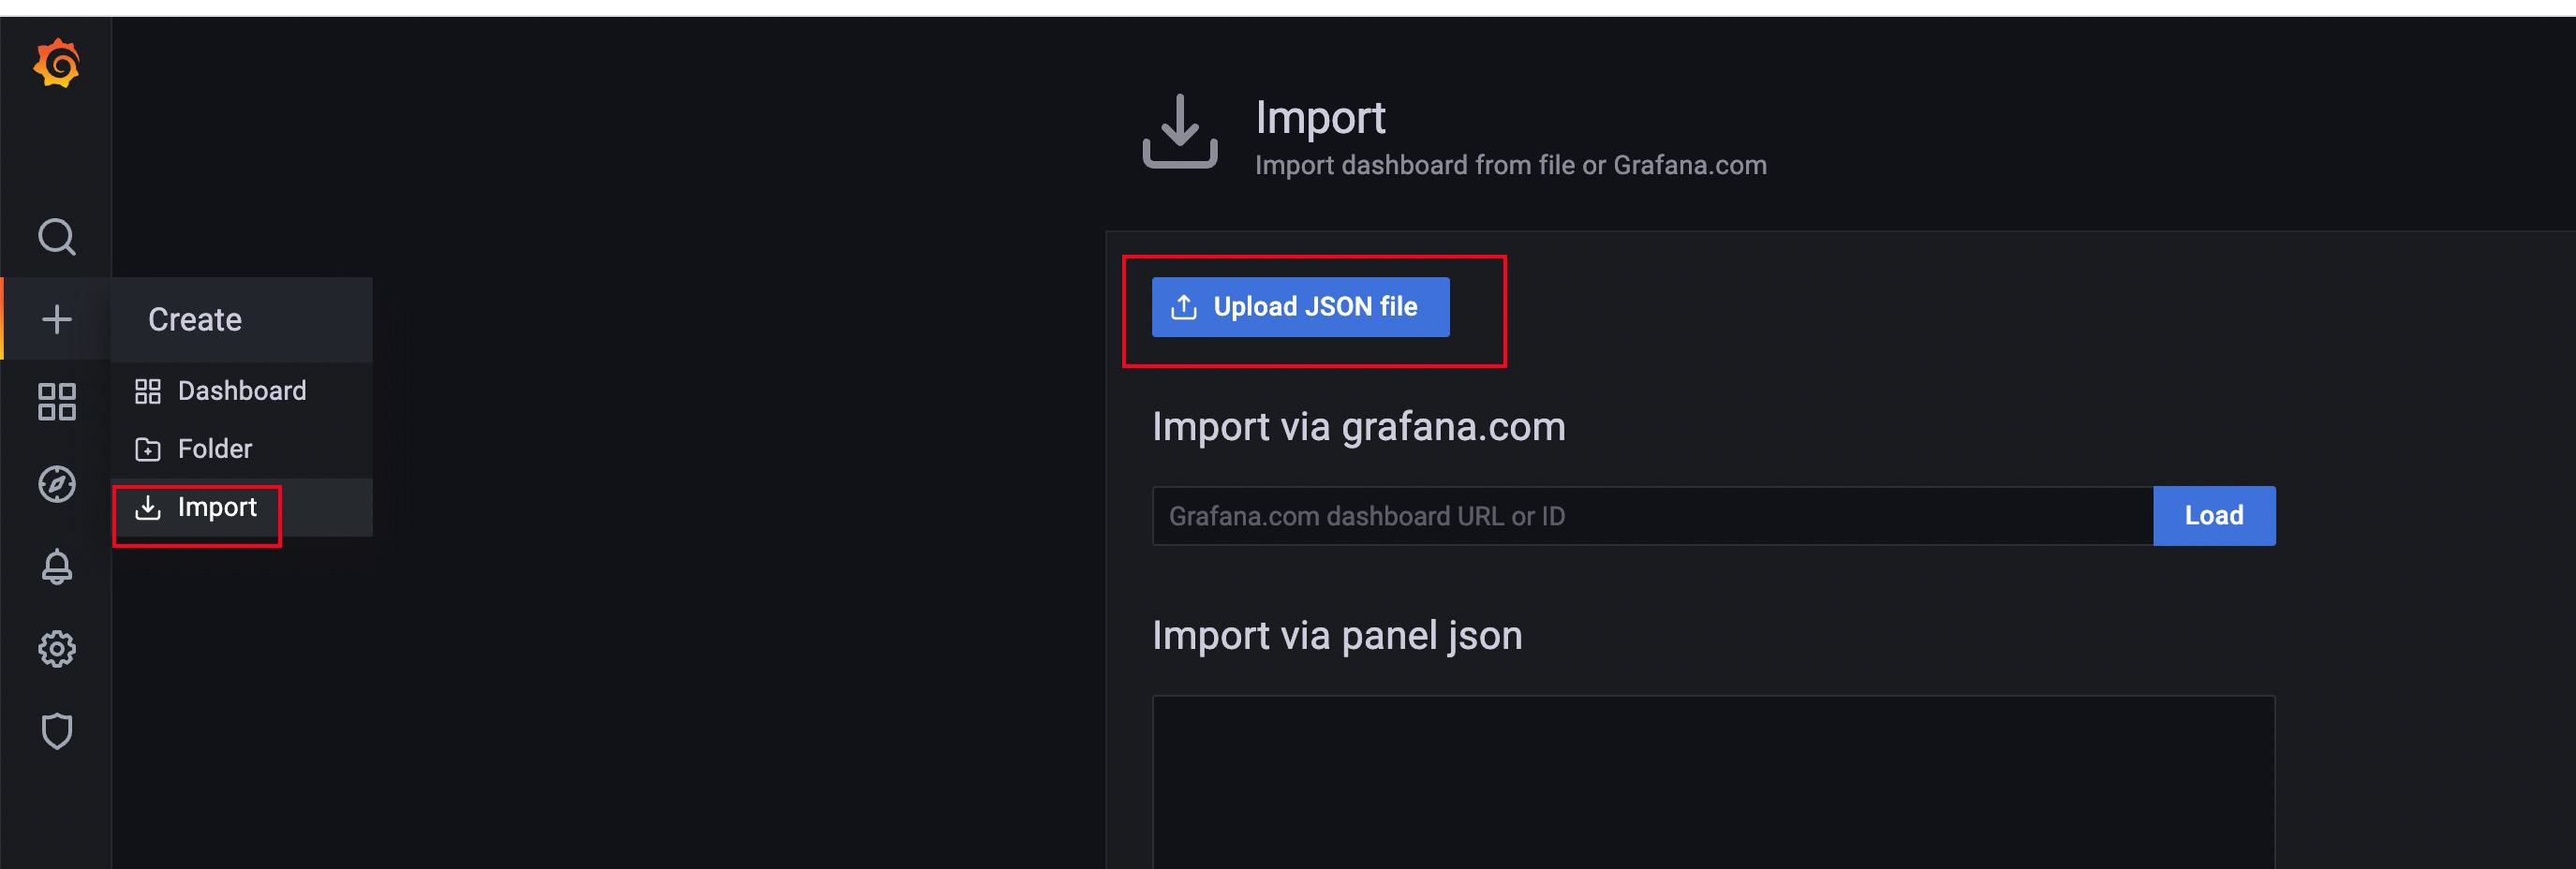 Import
Import dashboard from file or Grafana.com
Create
Dashboard
Folder
Import
Upload JSON file
Import via grafana.com
Grafana.com dashboard URL or ID
Load
Import via panel json